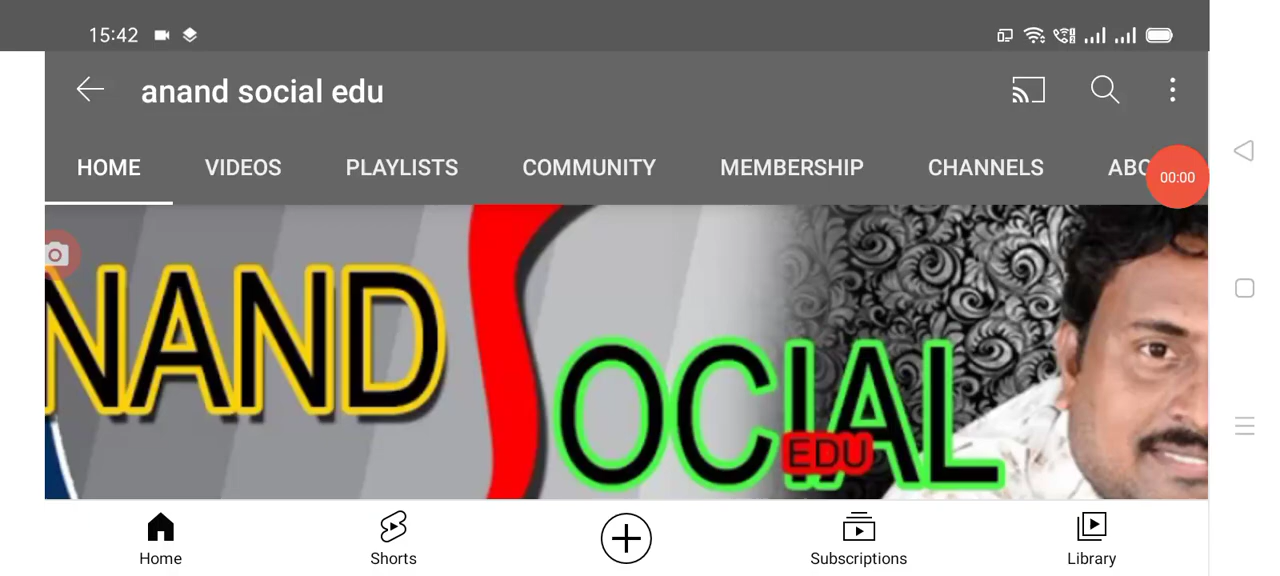 15:42
anand social edu
HOME VIDEOS PLAYLISTS COMMUNITY MEMBERSHIP CHANNELS ABO
00:00
NAND SOCIAL
EDU
Home Shorts Subscriptions Library